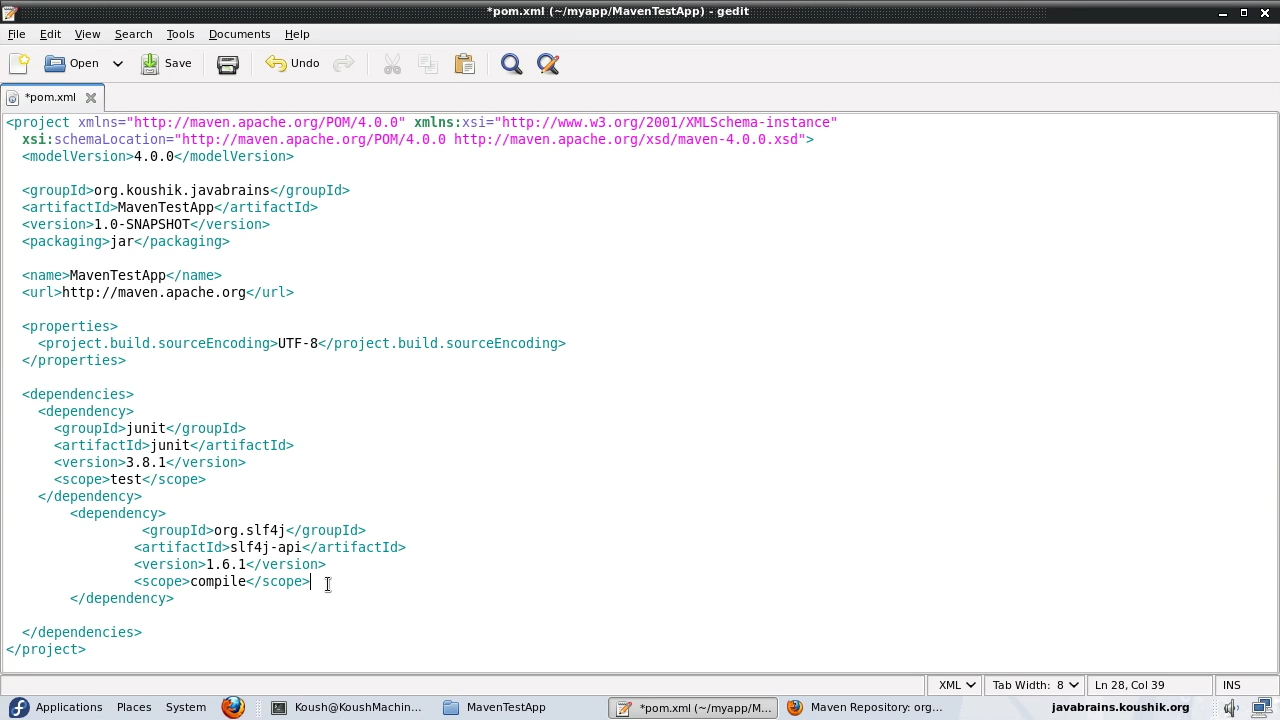 *pom.xml (~/myapp/MavenTestApp) - gedit
File Edit View Search Tools Documents Help
Open Save Undo
*pom.xml
<project xmlns="http://maven.apache.org/POM/4.0.0" xmlns:xsi="http://www.w3.org/2001/XMLSchema-instance"
xsi:schemaLocation="http://maven.apache.org/POM/4.0.0 http://maven.apache.org/xsd/maven-4.0.0.xsd">
<modelVersion>4.0.0</modelVersion>
<groupId>org.koushik.javabrains</groupId>
<artifactId>MavenTestApp</artifactId>
<version>1.0-SNAPSHOT</version>
<packaging>jar</packaging>
<name>MavenTestApp</name>
<url>http://maven.apache.org</url>
<properties>
<project.build.sourceEncoding>UTF-8</project.build.sourceEncoding>
</properties>
<dependencies>
<dependency>
<groupId>junit</groupId>
<artifactId>junit</artifactId>
<version>3.8.1</version>
<scope>test</scope>
</dependency>
<dependency>
<groupId>org.slf4j</groupId>
<artifactId>slf4j-api</artifactId>
<version>1.6.1</version>
<scope>compile</scope>
</dependency>
</dependencies>
</project>
XML Tab Width: 8 Ln 28, Col 39 INS
Applications Places System Koush@KoushMachin... MavenTestApp *pom.xml (~/myapp/M... Maven Repository: org... javabrains.koushik.org